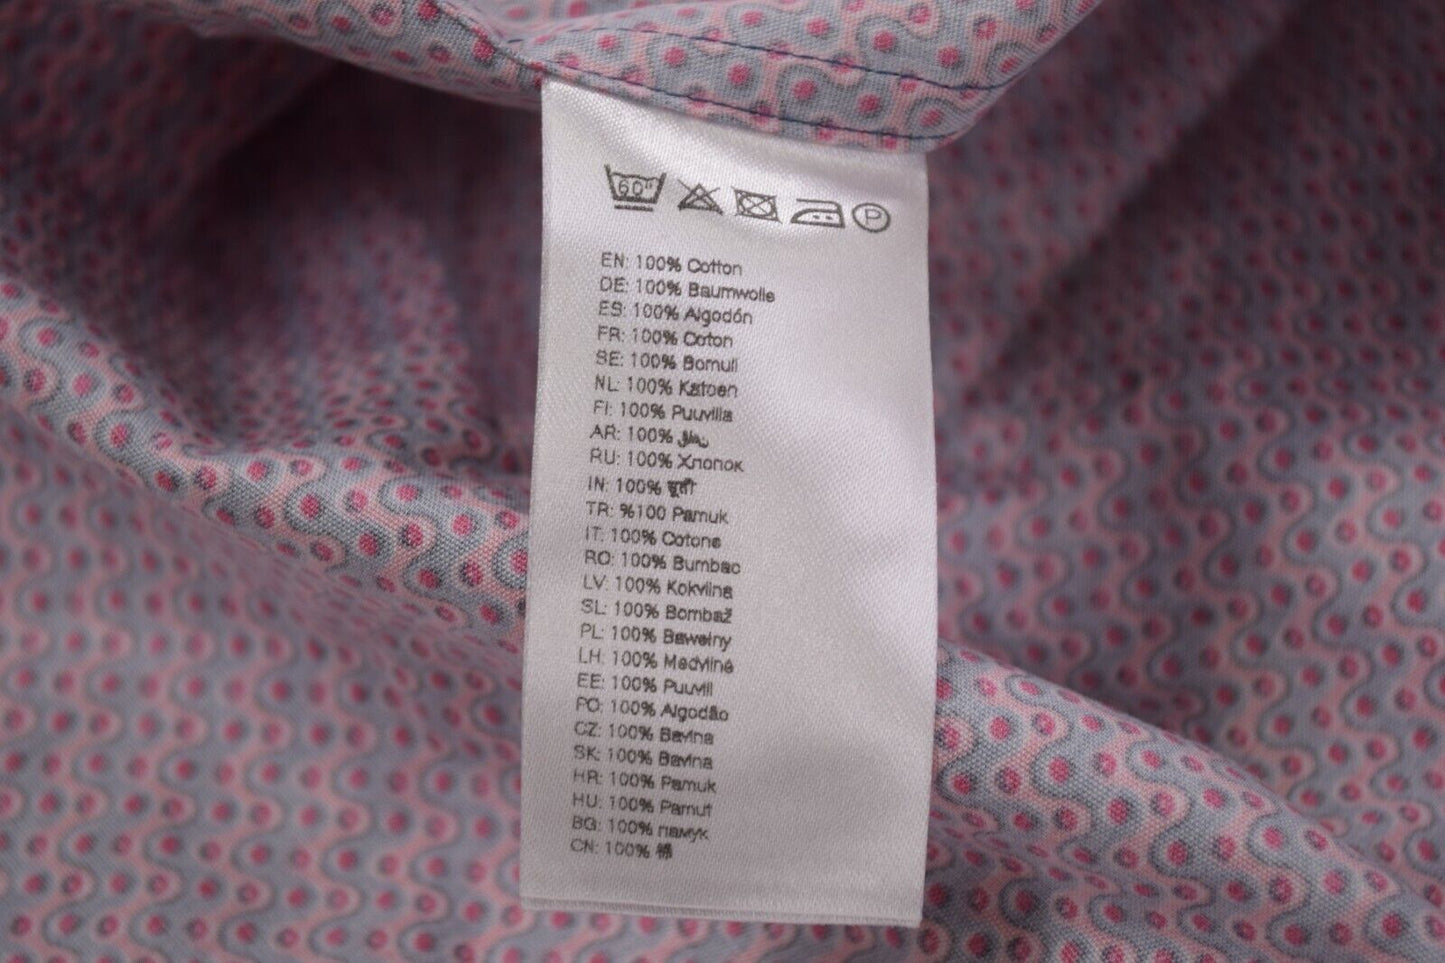 60°
P
EN: 100% Cotton
DE: 100% Baumwolle
ES: 100% Algodón
FR: 100% Coton
SE: 100% Bomull
NL: 100% Katoen
FI: 100% Puuvilla
AR: 100%
RU: 100% Хлопок
IN: 100%
TR: %100 Pamuk
IT: 100% Cotone
RO: 100% Bumbac
LV: 100% Kokvilna
SL: 100% Bombaž
PL: 100% Bawełny
LH: 100% Medvilnė
EE: 100% Puuvill
PO: 100% Algodão
CZ: 100% Bavlna
SK: 100% Bavlna
HR: 100% Pamuk
HU: 100% Pamut
BG: 100% памук
CN: 100% 棉